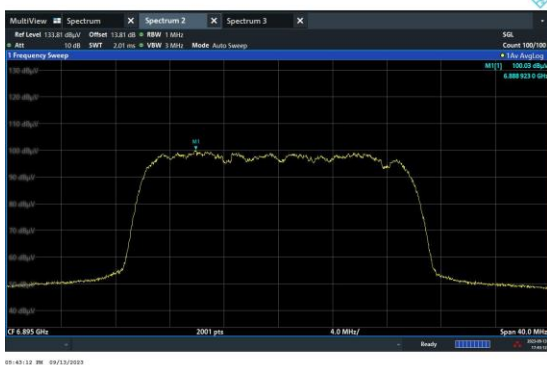 MultiView Spectrum X Spectrum 2 X Spectrum 3 X
Ref Level 133.81 dBµV Offset 13.81 dB RBW 1 MHz SGL
Att 10 dB SWT 2.01 ms VBW 3 MHz Mode Auto Sweep Count 100/100
1 Frequency Sweep 1Av AvgLog
M1[1] 100.03 dBµV
6.888 923 0 GHz
130 dBµV
120 dBµV
110 dBµV
M1
100 dBµV
90 dBµV
80 dBµV
70 dBµV
60 dBµV
50 dBµV
40 dBµV
CF 6.895 GHz 2001 pts 4.0 MHz/ Span 40.0 MHz
Ready
05:43:12 PM 09/13/2023